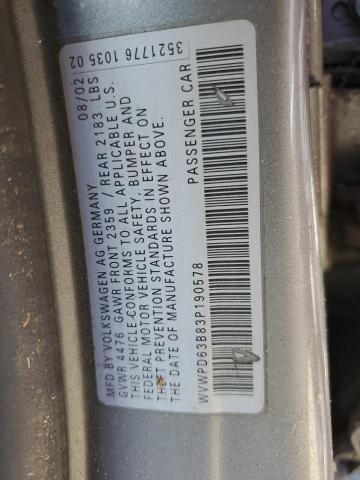 MFD BY VOLKSWAGEN AG GERMANY 08/02
GVWR 4476 GAWR FRONT 2359 / REAR 2183 LBS
THIS VEHICLE CONFORMS TO ALL APPLICABLE U.S.
FEDERAL MOTOR VEHICLE SAFETY, BUMPER AND
THEFT PREVENTION STANDARDS IN EFFECT ON
THE DATE OF MANUFACTURE SHOWN ABOVE.
WVWPD63B83P190578 PASSENGER CAR
3521776 1035.02